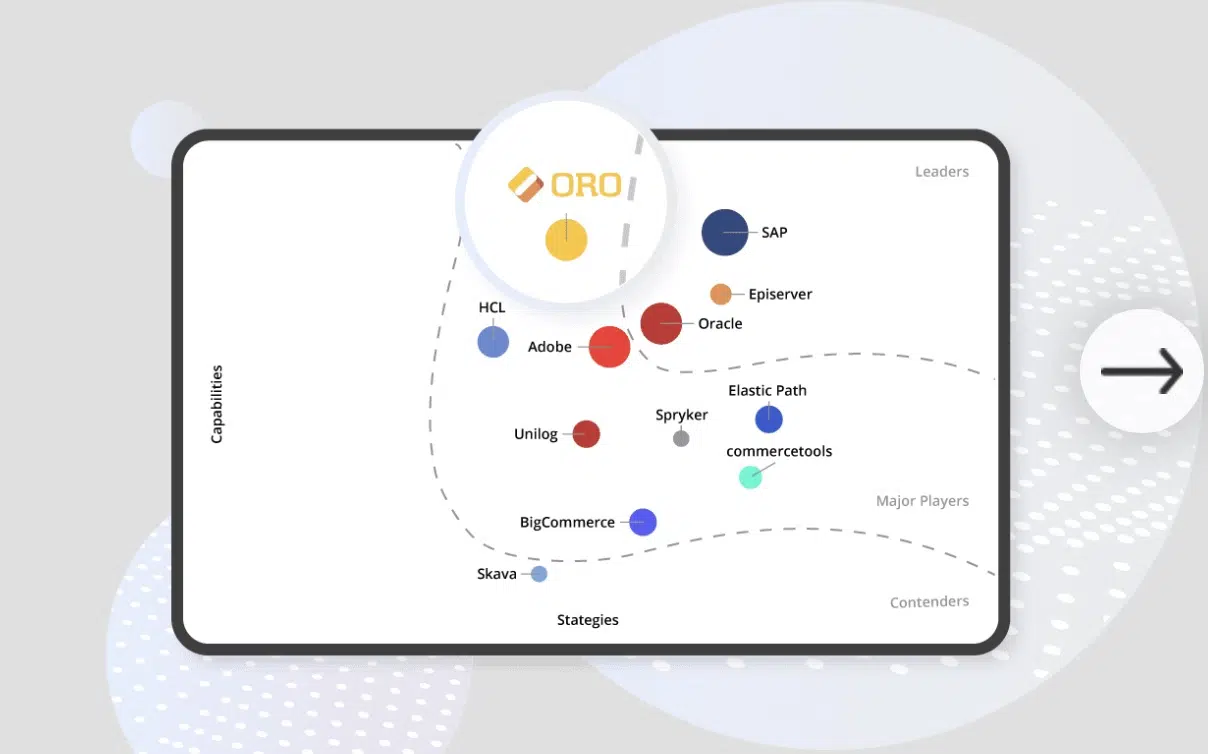 ORO
Leaders
SAP
Episerver
HCL
Oracle
Adobe
Capabilities
Elastic Path
Spryker
Unilog
commercetools
Major Players
BigCommerce
Skava
Contenders
Stategies